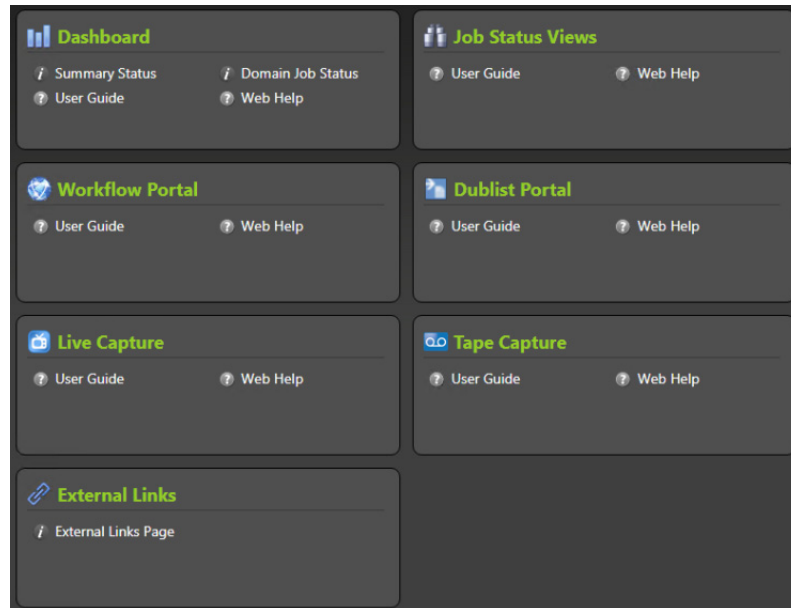 Dashboard
Summary Status
Domain Job Status
User Guide
Web Help
Job Status Views
User Guide
Web Help
Workflow Portal
User Guide
Web Help
Dublist Portal
User Guide
Web Help
Live Capture
User Guide
Web Help
Tape Capture
User Guide
Web Help
External Links
External Links Page